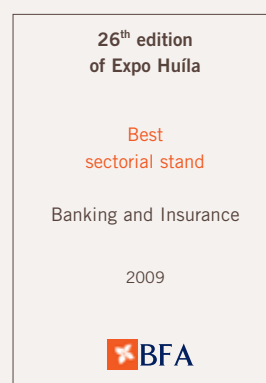 26th edition
of Expo Huíla
Best
sectorial stand
Banking and Insurance
2009
BFA